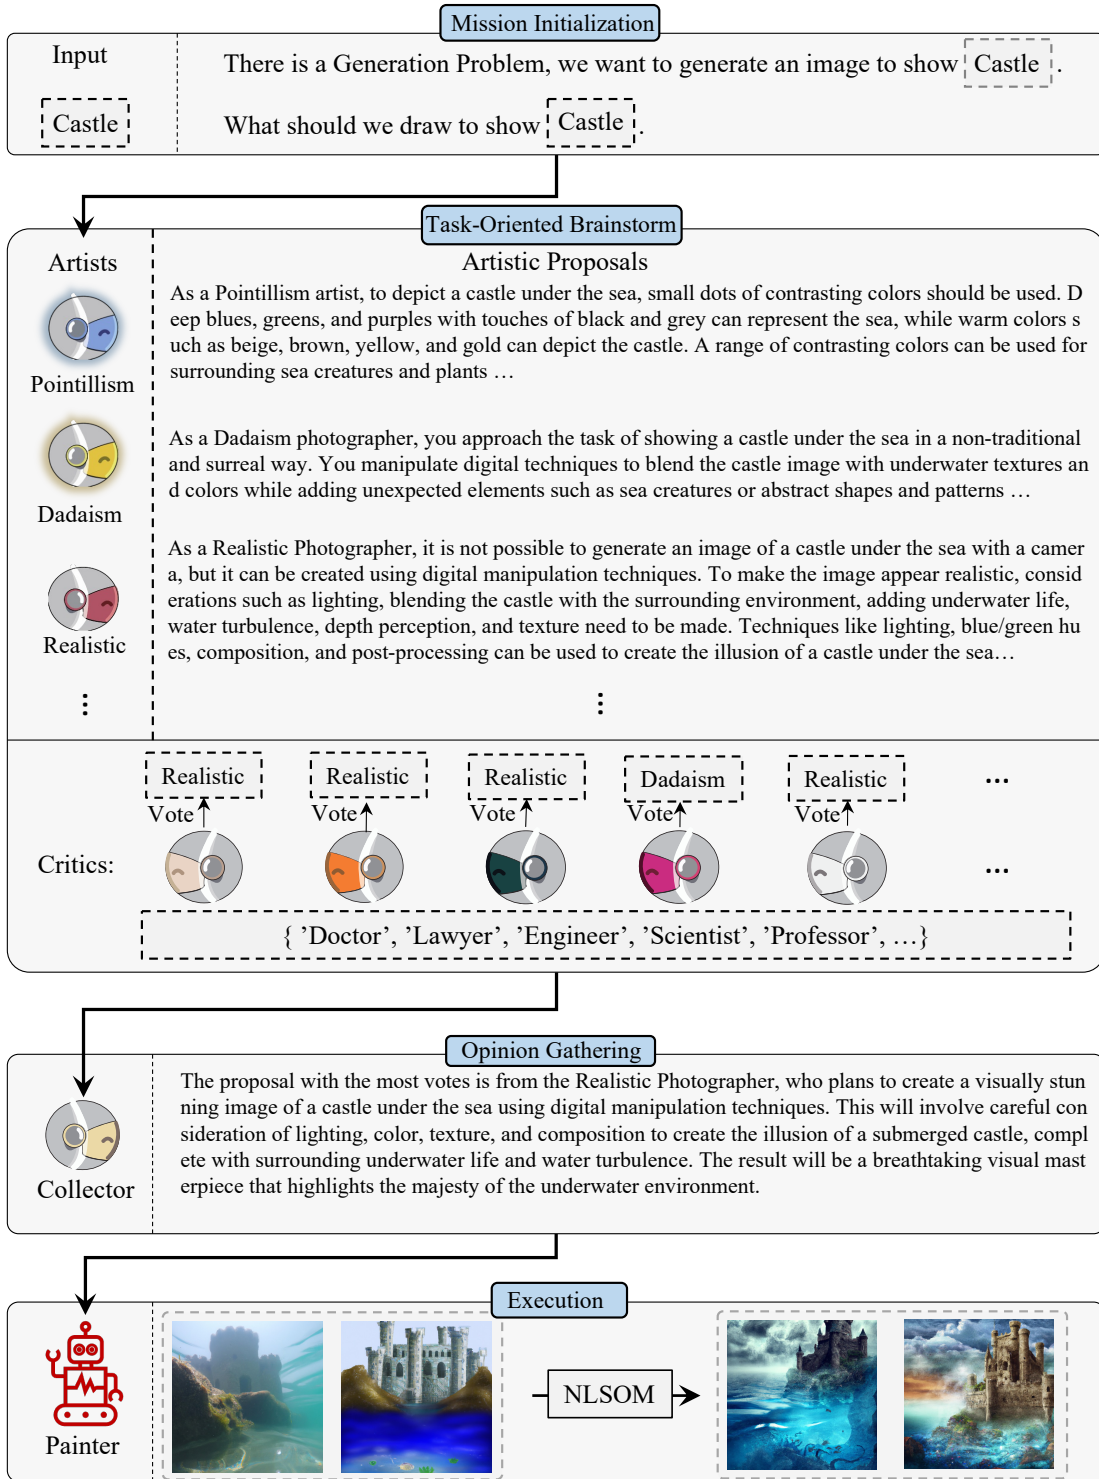 Mission Initialization
Input
There is a Generation Problem, we want to generate an image to show Castle .
Castle
What should we draw to show Castle .
Task-Oriented Brainstorm
Artists
Artistic Proposals
As a Pointillism artist, to depict a castle under the sea, small dots of contrasting colors should be used. D
eep blues, greens, and purples with touches of black and grey can represent the sea, while warm colors s
uch as beige, brown, yellow, and gold can depict the castle. A range of contrasting colors can be used for
surrounding sea creatures and plants ...
Pointillism
As a Dadaism photographer, you approach the task of showing a castle under the sea in a non-traditional
and surreal way. You manipulate digital techniques to blend the castle image with underwater textures an
d colors while adding unexpected elements such as sea creatures or abstract shapes and patterns ...
Dadaism
As a Realistic Photographer, it is not possible to generate an image of a castle under the sea with a camer
a, but it can be created using digital manipulation techniques. To make the image appear realistic, consid
erations such as lighting, blending the castle with the surrounding environment, adding underwater life,
water turbulence, depth perception, and texture need to be made. Techniques like lighting, blue/green hu
es, composition, and post-processing can be used to create the illusion of a castle under the sea…
Realistic
⋮ ⋮
Realistic Realistic Realistic Dadaism Realistic ...
Vote Vote Vote Vote Vote
Critics: ...
{ ’Doctor’, ’Lawyer’, ’Engineer’, ’Scientist’, ’Professor’, …}
Opinion Gathering
The proposal with the most votes is from the Realistic Photographer, who plans to create a visually stun
ning image of a castle under the sea using digital manipulation techniques. This will involve careful con
sideration of lighting, color, texture, and composition to create the illusion of a submerged castle, compl
ete with surrounding underwater life and water turbulence. The result will be a breathtaking visual mast
erpiece that highlights the majesty of the underwater environment.
Collector
Execution
NLSOM
Painter